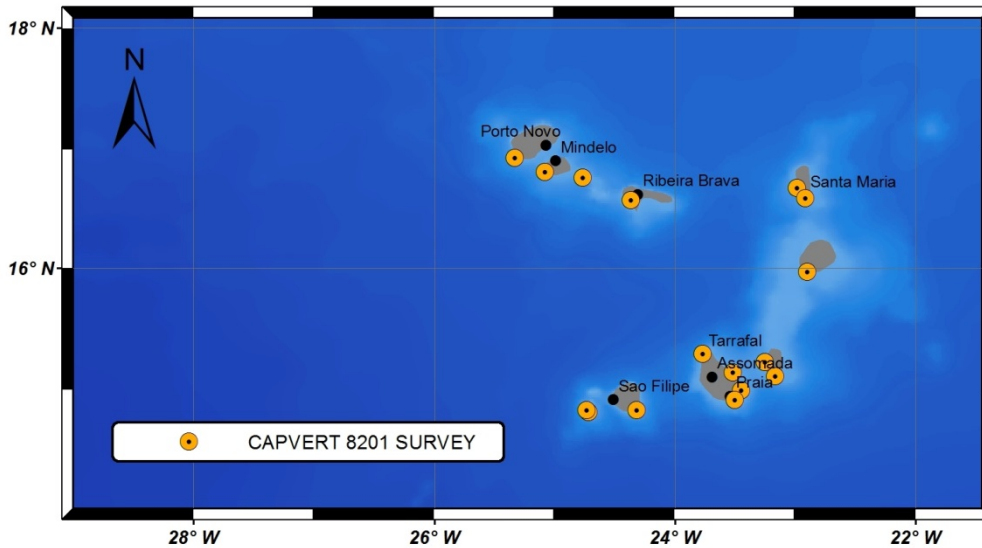 18° N
N
Porto Novo
Mindelo
Ribeira Brava
Santa Maria
16° N
Tarrafal
Assomada
Praia
Sao Filipe
CAPVERT 8201 SURVEY
28° W
26° W
24° W
22° W